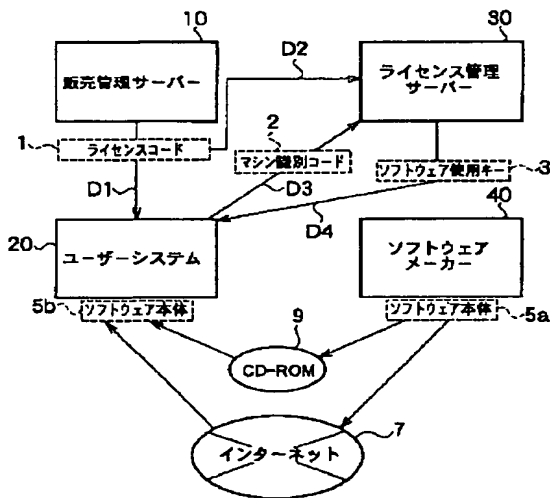 10
30
D2
販売管理サーバー
ライセンス管理
サーバー
1
ライセンスコード
2
マシン識別コード
ソフトウェア使用キー
3
D1
D3
D4
20
40
ユーザーシステム
ソフトウェア
メーカー
5b
ソフトウェア本体
ソフトウェア本体
5a
9
CD-ROM
7
インターネット